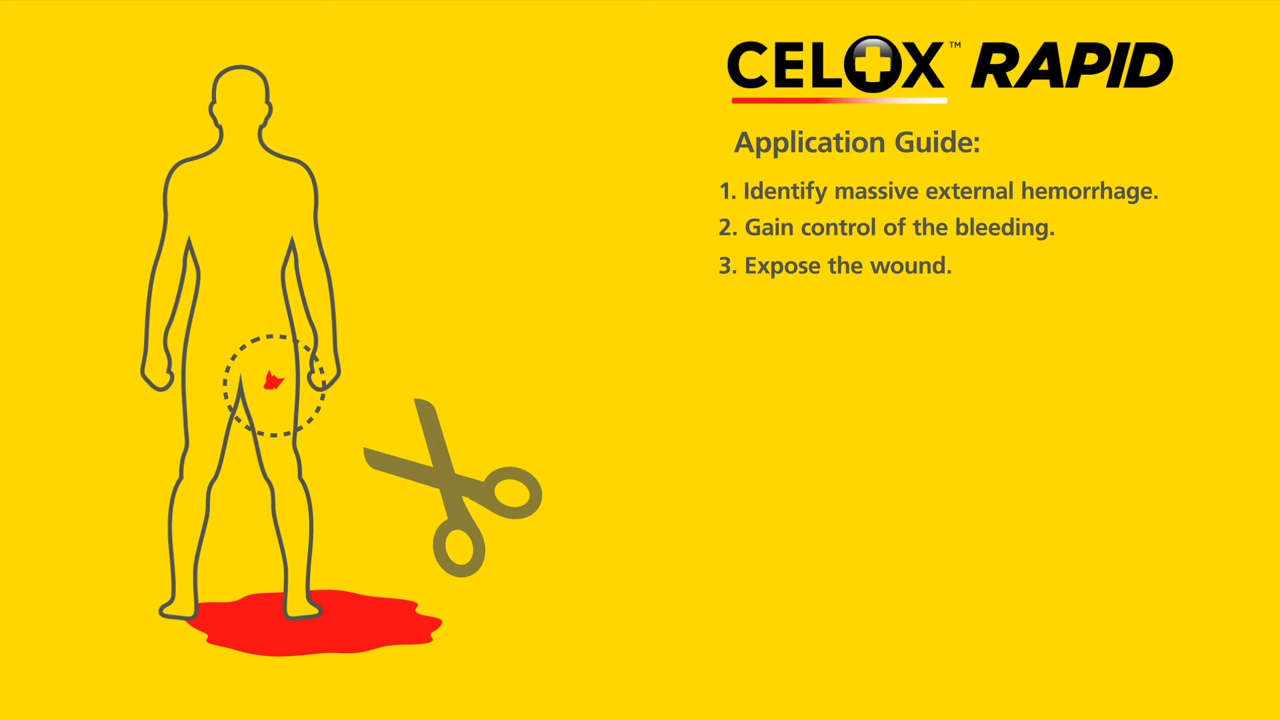 CELOX™ RAPID
Application Guide:
1. Identify massive external hemorrhage.
2. Gain control of the bleeding.
3. Expose the wound.